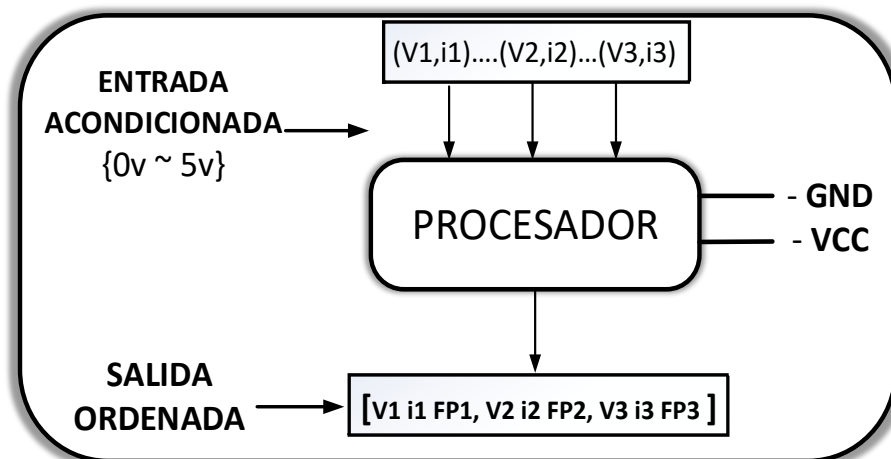 (V1,i1)....(V2,i2)...(V3,i3)
ENTRADA
ACONDICIONADA
{0v ~ 5v}
PROCESADOR
- GND
- VCC
SALIDA
ORDENADA
[V1 i1 FP1, V2 i2 FP2, V3 i3 FP3 ]